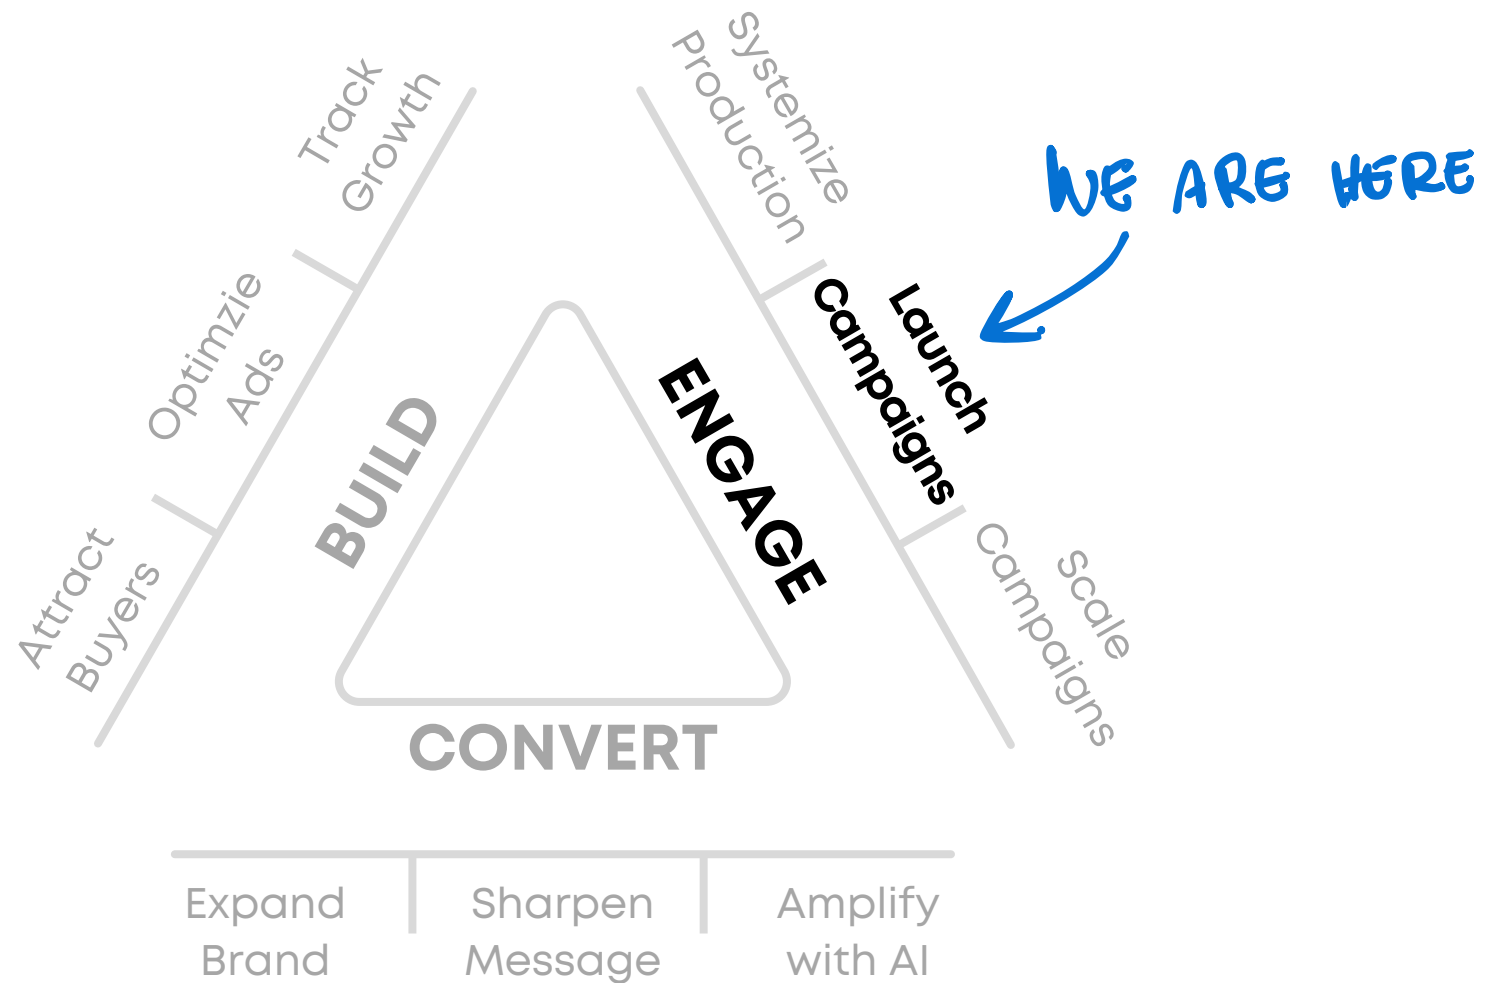 Track
Growth
Optimzie
Ads
Attract
Buyers
BUILD
Systemize
Production
WE ARE HERE
Launch
Campaigns
Scale
Campaigns
ENGAGE
CONVERT
Expand
Brand
Sharpen
Message
Amplify
with AI